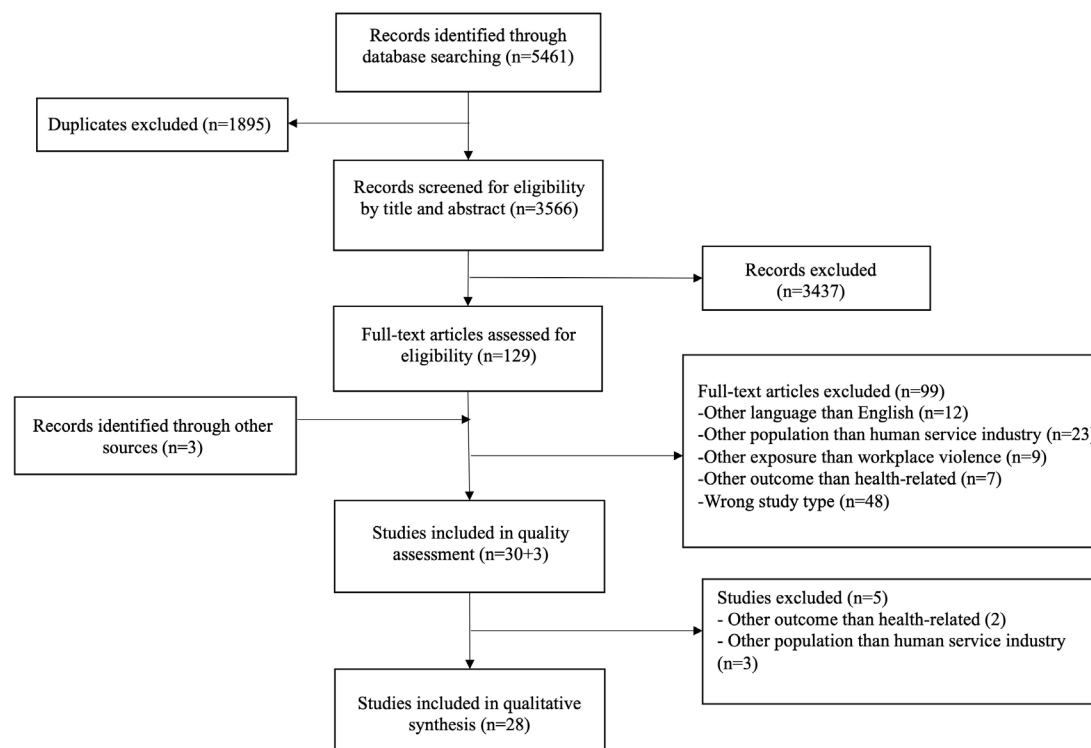 Records identified through
database searching (n=5461)
Duplicates excluded (n=1895)
Records screened for eligibility
by title and abstract (n=3566)
Records excluded
(n=3437)
Full-text articles assessed for
eligibility (n=129)
Full-text articles excluded (n=99)
-Other language than English (n=12)
-Other population than human service industry (n=23)
-Other exposure than workplace violence (n=9)
-Other outcome than health-related (n=7)
-Wrong study type (n=48)
Records identified through other
sources (n=3)
Studies included in quality
assessment (n=30+3)
Studies excluded (n=5)
- Other outcome than health-related (2)
- Other population than human service industry
(n=3)
Studies included in qualitative
synthesis (n=28)